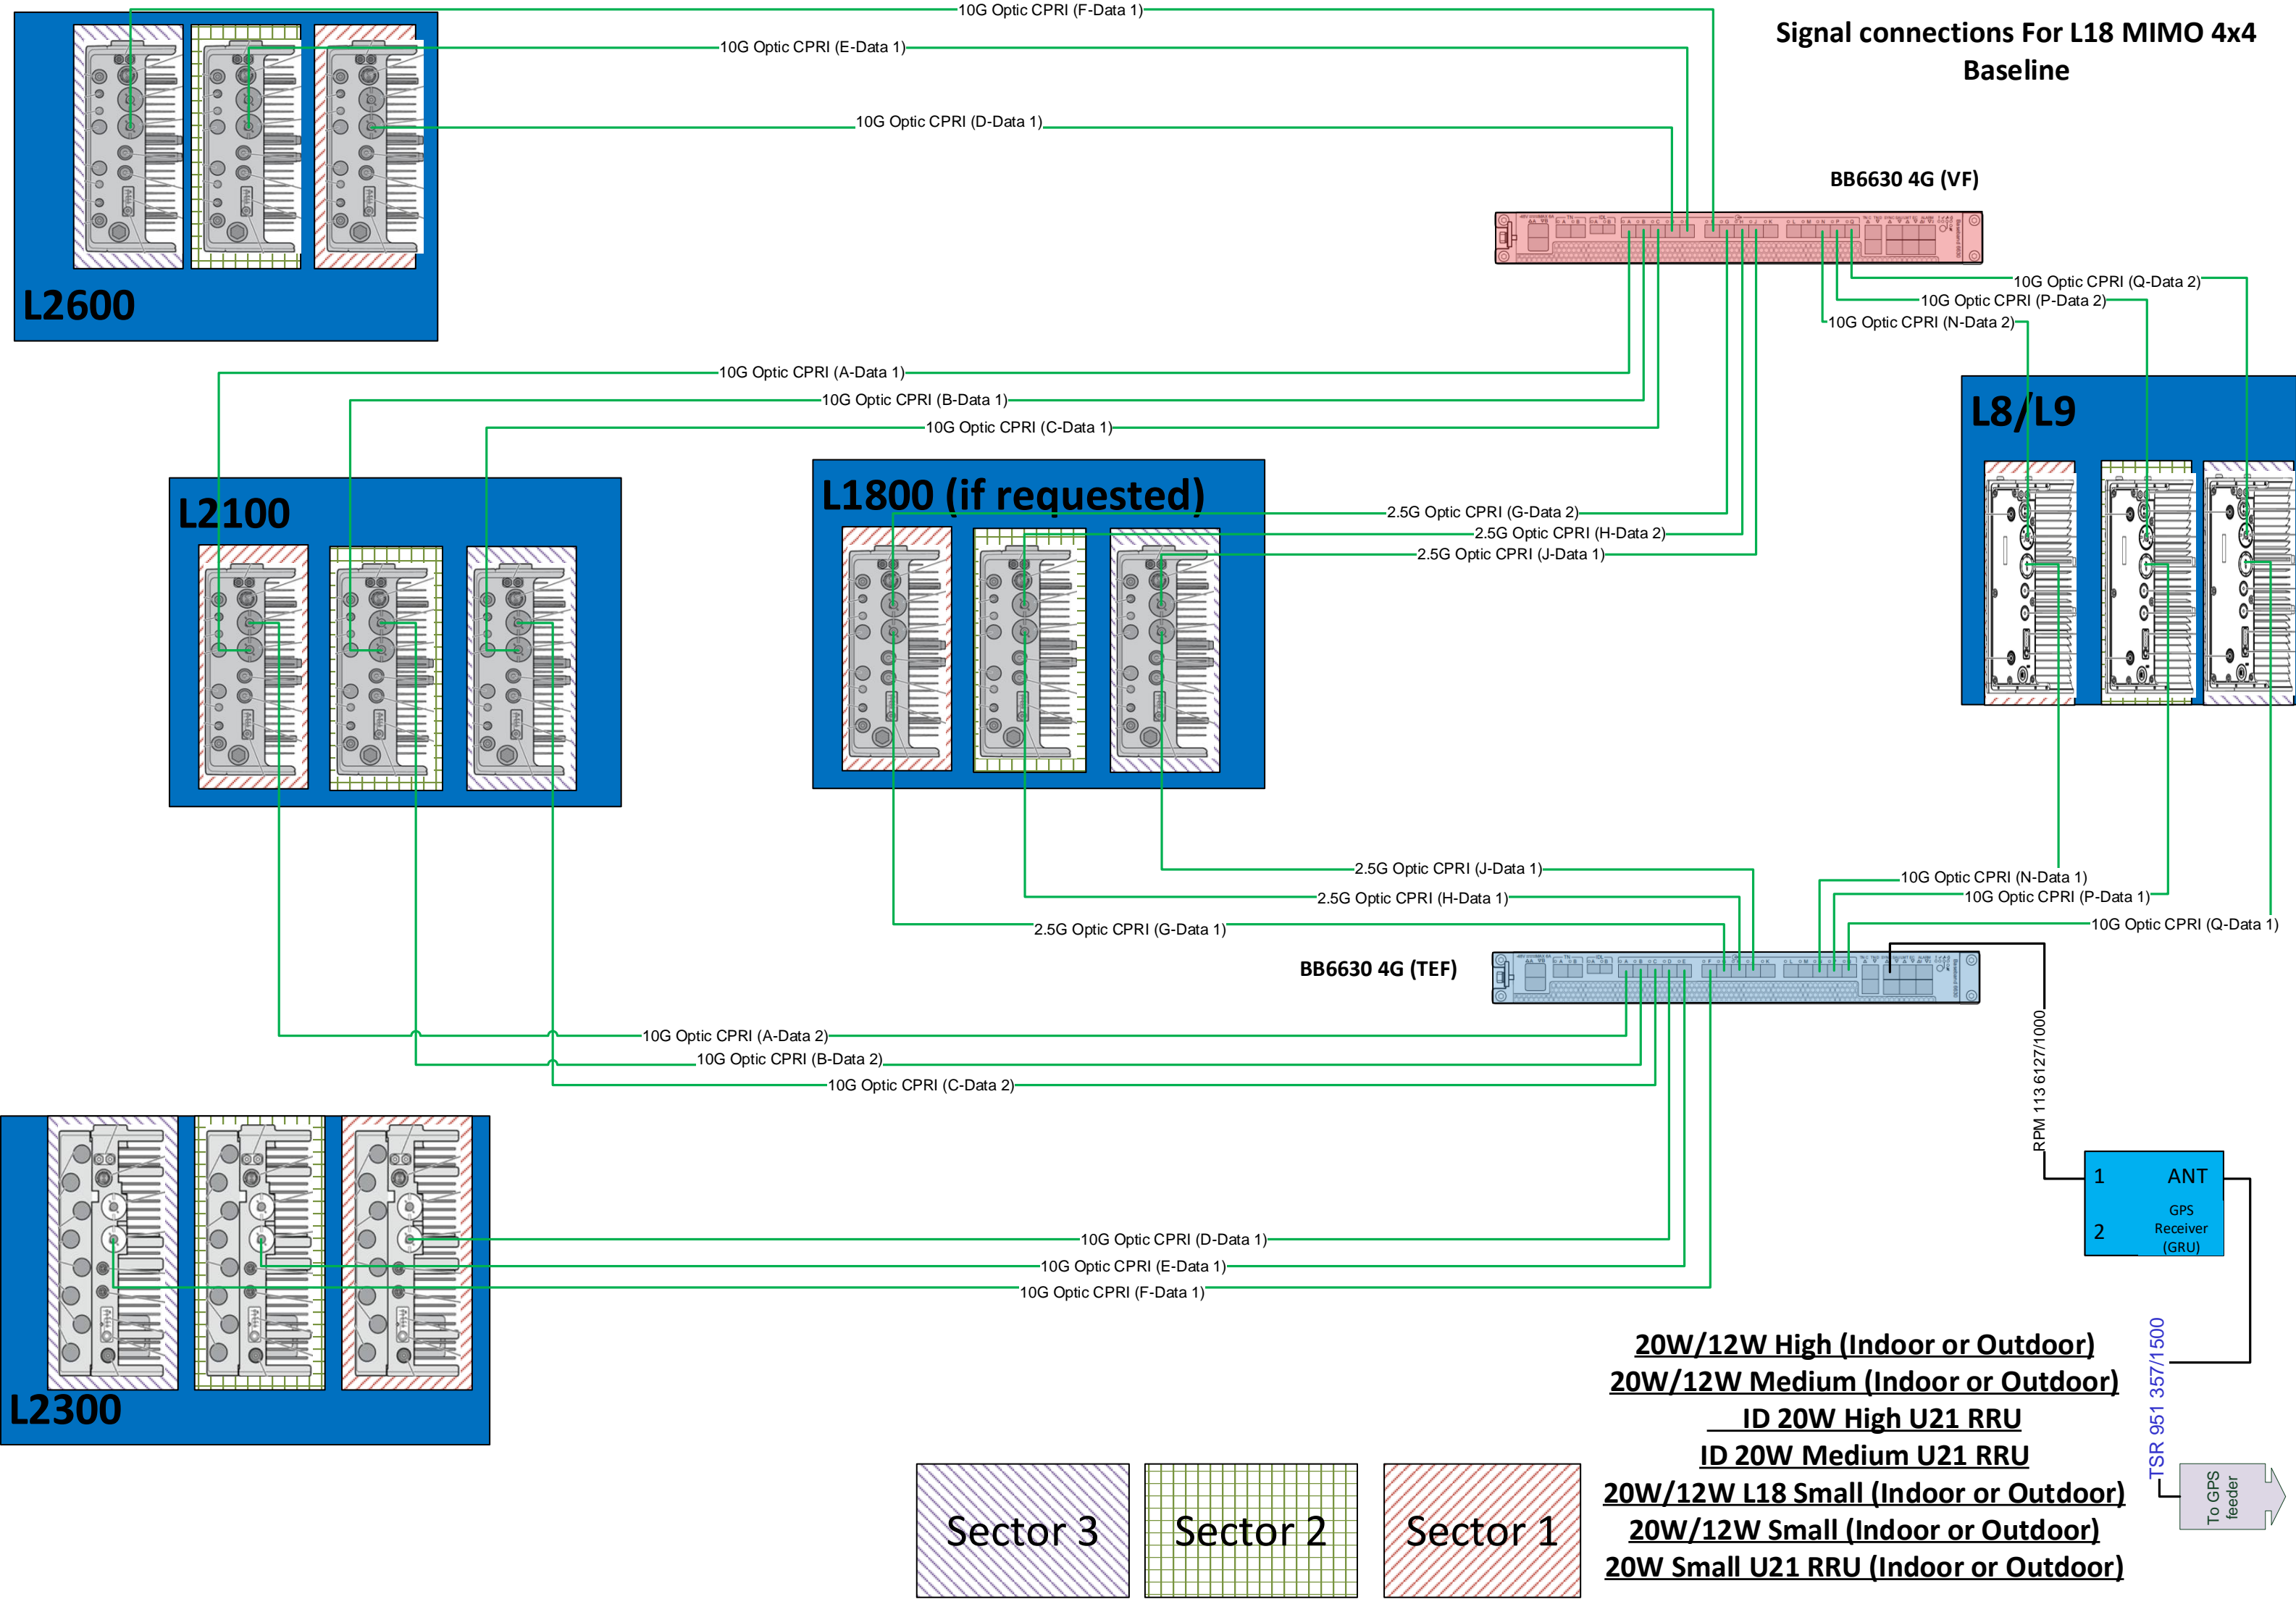 Signal connections For L18 MIMO 4x4
Baseline
10G Optic CPRI (F-Data 1)
10G Optic CPRI (E-Data 1)
10G Optic CPRI (D-Data 1)
BB6630 4G (VF)
L2600
10G Optic CPRI (Q-Data 2)
10G Optic CPRI (P-Data 2)
10G Optic CPRI (N-Data 2)
10G Optic CPRI (A-Data 1)
10G Optic CPRI (B-Data 1)
10G Optic CPRI (C-Data 1)
L8/L9
L2100
L1800 (if requested)
2.5G Optic CPRI (G-Data 2)
2.5G Optic CPRI (H-Data 2)
2.5G Optic CPRI (J-Data 1)
2.5G Optic CPRI (J-Data 1)
2.5G Optic CPRI (H-Data 1)
2.5G Optic CPRI (G-Data 1)
10G Optic CPRI (N-Data 1)
10G Optic CPRI (P-Data 1)
10G Optic CPRI (Q-Data 1)
BB6630 4G (TEF)
10G Optic CPRI (A-Data 2)
10G Optic CPRI (B-Data 2)
10G Optic CPRI (C-Data 2)
RPM 113 6127/1000
1
ANT
2
GPS
Receiver
(GRU)
10G Optic CPRI (D-Data 1)
10G Optic CPRI (E-Data 1)
10G Optic CPRI (F-Data 1)
L2300
TSR 951 357/1500
To GPS
feeder
20W/12W High (Indoor or Outdoor)
20W/12W Medium (Indoor or Outdoor)
ID 20W High U21 RRU
ID 20W Medium U21 RRU
20W/12W L18 Small (Indoor or Outdoor)
20W/12W Small (Indoor or Outdoor)
20W Small U21 RRU (Indoor or Outdoor)
Sector 3
Sector 2
Sector 1